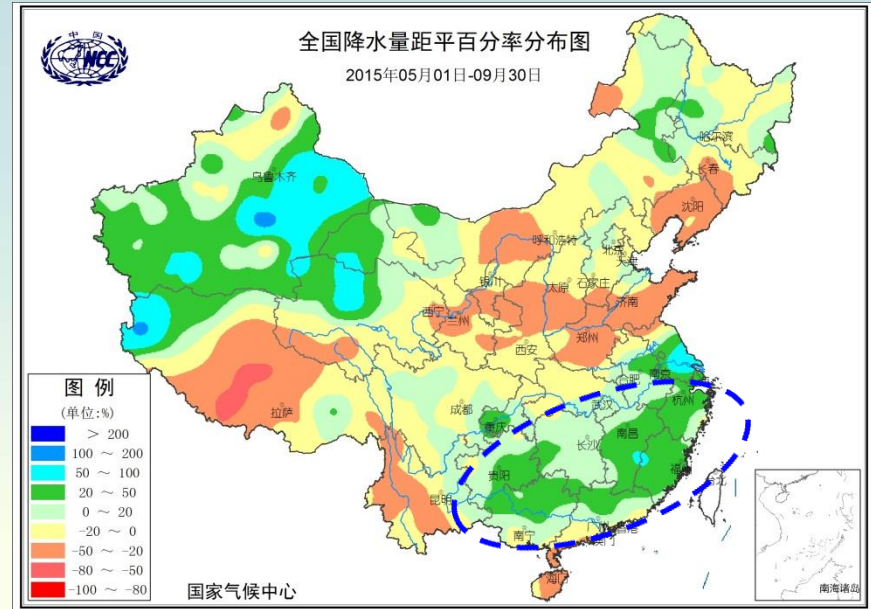 中国
NCC
全国降水量距平百分率分布图
2015年05月01日-09月30日
哈尔滨
长春
乌鲁木齐
沈阳
呼和浩特
北京
天津
银川
太原
石家庄
济南
西宁
兰州
郑州
西安
南京
合肥
拉萨
成都
武汉
杭州
重庆
南昌
长沙
贵阳
福
台北
昆明
南宁
香港
澳门
海口
图 例
(单位:%)
> 200
100 ~ 200
50 ~ 100
20 ~ 50
0 ~ 20
-20 ~ 0
-50 ~ -20
-80 ~ -50
-100 ~ -80
国家气候中心
南海诸岛